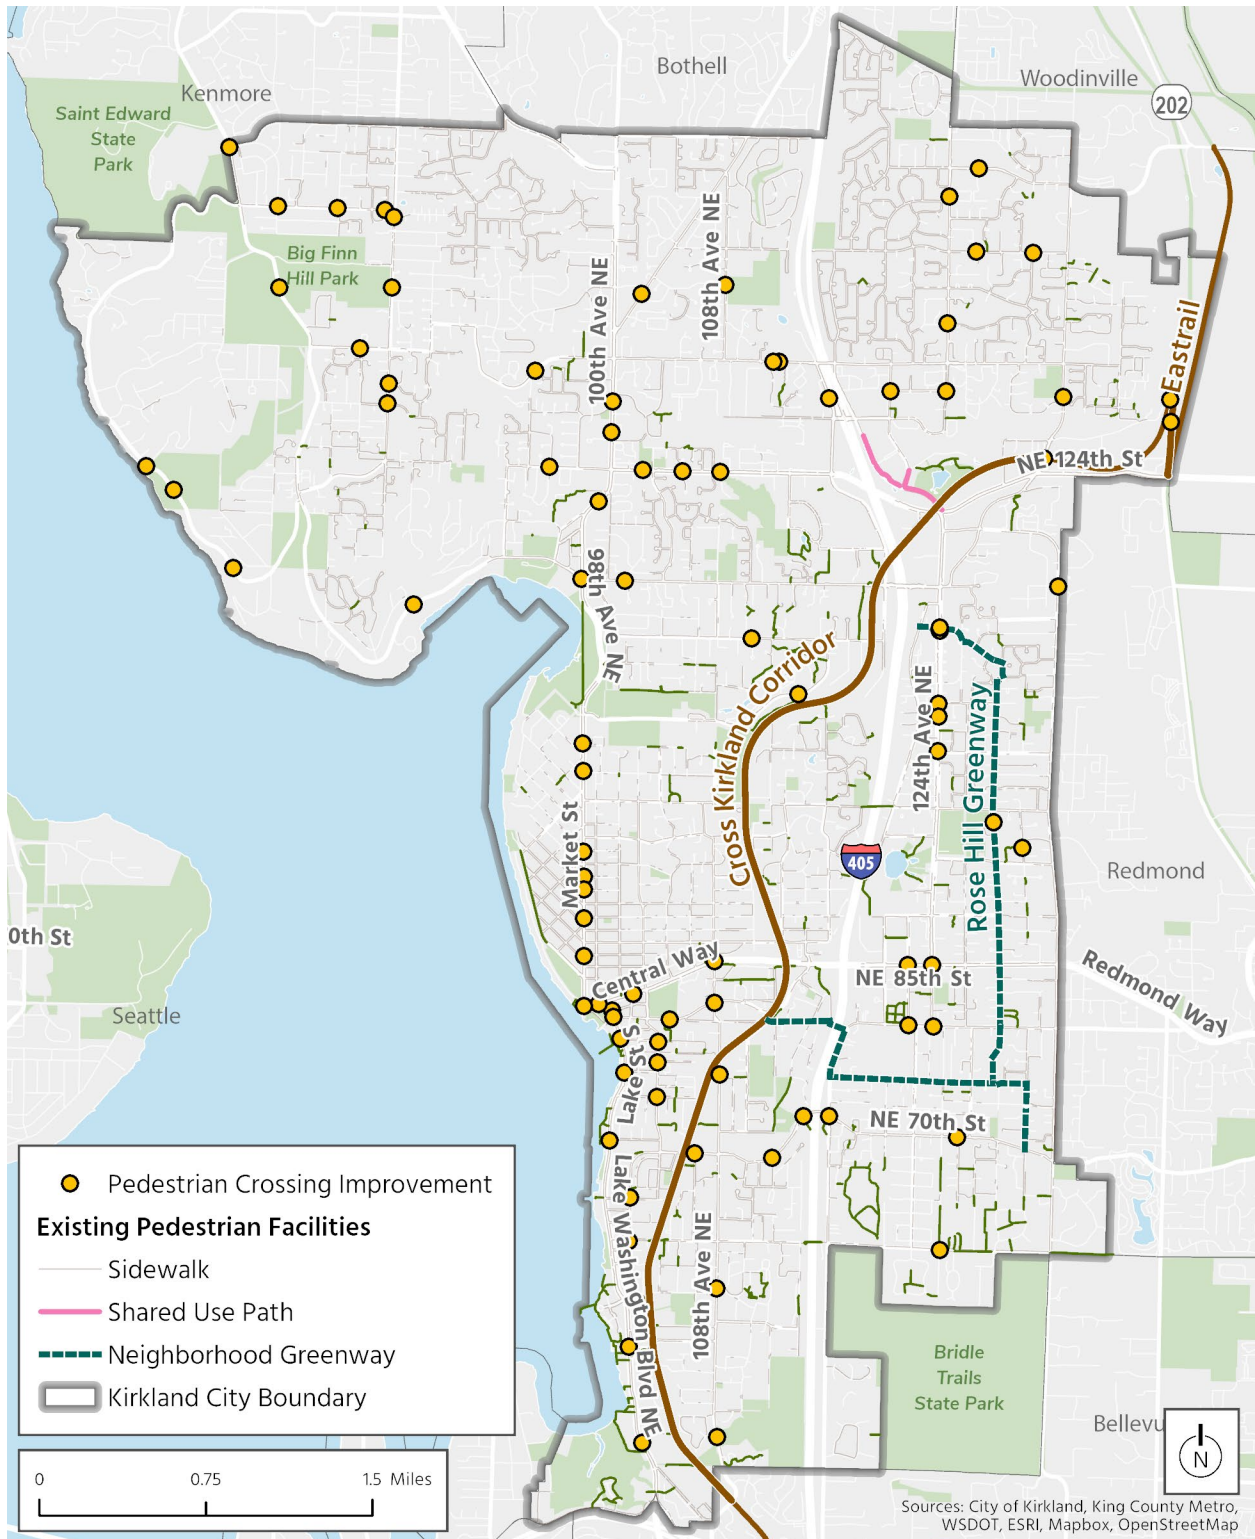 Bothell
Woodinville
Kenmore
202
Saint Edward
State
Park
108th Ave NE
Big Finn
Hill Park
100th Ave NE
Eastrail
NE 124th St
98th Ave NE
Cross Kirkland Corridor
124th Ave NE
Rose Hill Greenway
Market St
405
Redmond
0th St
Central Way
NE 85th St
Redmond Way
Seattle
Lake St S
NE 70th St
Lake Washington Blvd NE
108th Ave NE
Bridle
Trails
State Park
Bellevu
N
Pedestrian Crossing Improvement
Existing Pedestrian Facilities
Sidewalk
Shared Use Path
Neighborhood Greenway
Kirkland City Boundary
0 0.75 1.5 Miles
Sources: City of Kirkland, King County Metro,
WSDOT, ESRI, Mapbox, OpenStreetMap